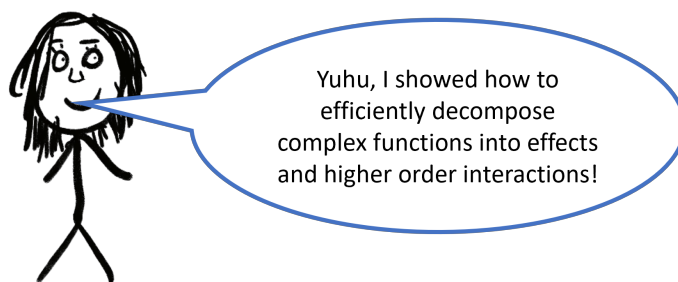 Yuhu, I showed how to
efficiently decompose
complex functions into effects
and higher order interactions!